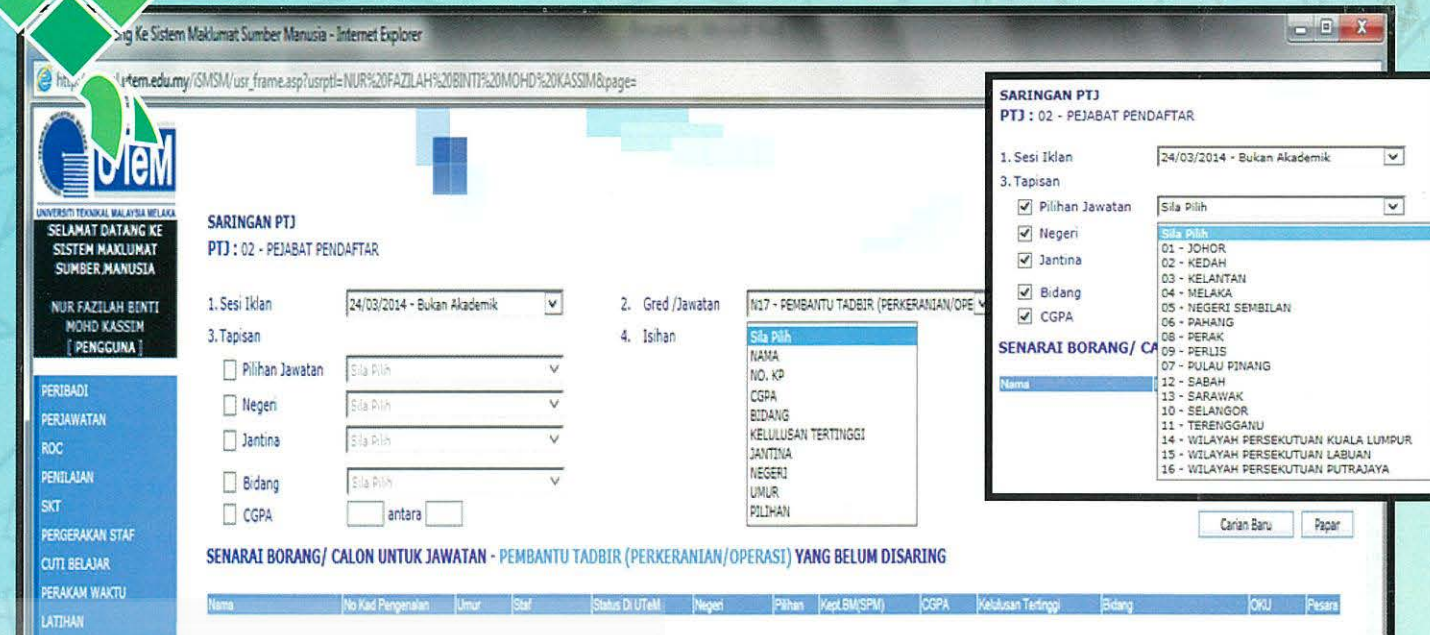 ng Ke Sistem Maklumat Sumber Manusia - Internet Explorer
utem.edu.my/iSMSM/usr_frame.asp?usrptl=NUR%20FAZILAH%20BINTI%20MOHD%20KASSIM&page=
UTeM
UNIVERSITI TEKNIKAL MALAYSIA MELAKA
SELAMAT DATANG KE
SISTEM MAKLUMAT
SUMBER MANUSIA
NUR FAZILAH BINTI
MOHD KASSIM
[ PENGGUNA ]
PERIBADI
PERJAWATAN
ROC
PENILAIAN
SKT
PERGERAKAN STAF
CUTI BELAJAR
PERAKAM WAKTU
LATIHAN
SARINGAN PTJ
PTJ : 02 - PEJABAT PENDAFTAR
1. Sesi Iklan 24/03/2014 - Bukan Akademik 2. Gred /Jawatan N17 - PEMBANTU TADBIR (PERKERANIAN/OPE
3. Tapisan 4. Isihan
Pilihan Jawatan Sila Pilih
Negeri Sila Pilih
Jantina Sila Pilih
Bidang Sila Pilih
CGPA antara
Sila Pilih
NAMA
NO. KP
CGPA
BIDANG
KELULUSAN TERTINGGI
JANTINA
NEGERI
UMUR
PILIHAN
SARINGAN PTJ
PTJ : 02 - PEJABAT PENDAFTAR
1. Sesi Iklan 24/03/2014 - Bukan Akademik
3. Tapisan
Pilihan Jawatan Sila Pilih
Negeri
Jantina
Bidang
CGPA
SENARAI BORANG/ CA
Nama
Sila Pilih
01 - JOHOR
02 - KEDAH
03 - KELANTAN
04 - MELAKA
05 - NEGERI SEMBILAN
06 - PAHANG
08 - PERAK
09 - PERLIS
07 - PULAU PINANG
12 - SABAH
13 - SARAWAK
10 - SELANGOR
11 - TERENGGANU
14 - WILAYAH PERSEKUTUAN KUALA LUMPUR
15 - WILAYAH PERSEKUTUAN LABUAN
16 - WILAYAH PERSEKUTUAN PUTRAJAYA
Carian Baru Papar
SENARAI BORANG/ CALON UNTUK JAWATAN - PEMBANTU TADBIR (PERKERANIAN/OPERASI) YANG BELUM DISARING
Nama No Kad Pengenalan Umur Staf Status Di UTeM Negeri Pilihan Kept.BM(SPM) CGPA Kelulusan Tertinggi Bidang OKU Pesara